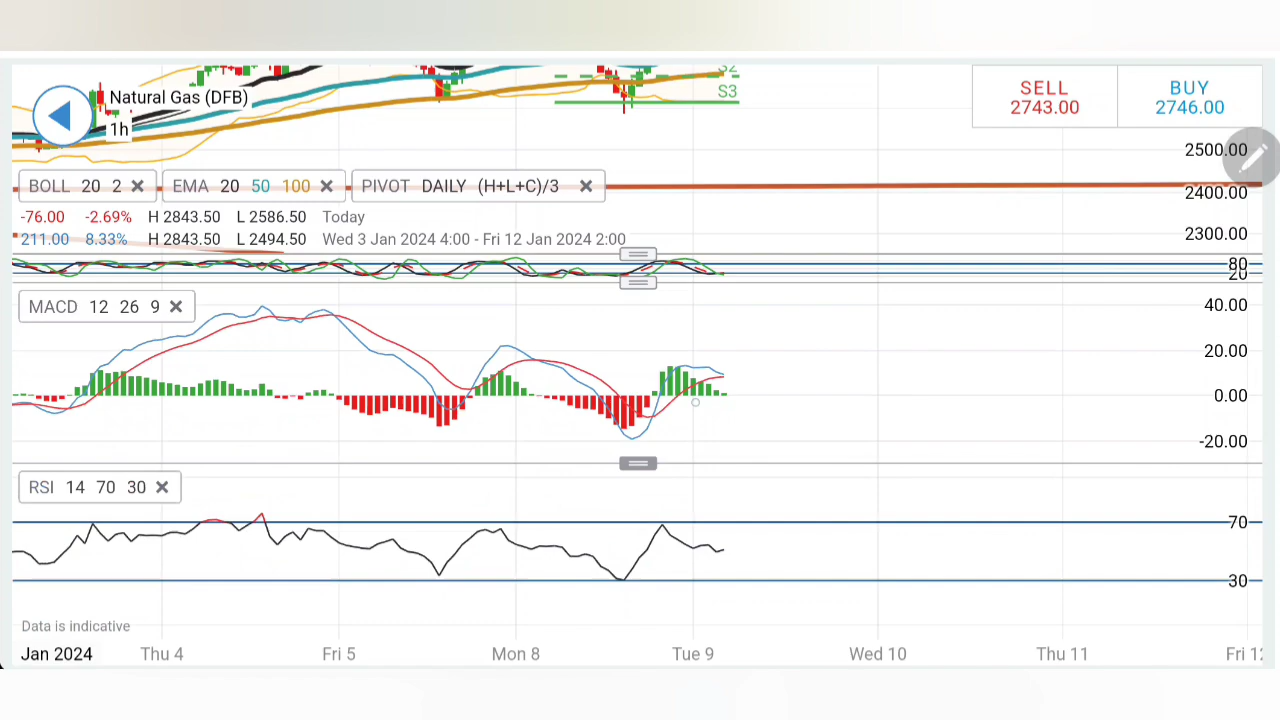 S2
S3
Natural Gas (DFB)
1h
SELL
2743.00
BUY
2746.00
2500.00
BOLL 20 2
EMA 20 50 100
PIVOT DAILY (H+L+C)/3
2400.00
-76.00 -2.69% H 2843.50 L 2586.50 Today
211.00 8.33% H 2843.50 L 2494.50 Wed 3 Jan 2024 4:00 - Fri 12 Jan 2024 2:00
2300.00
80
20
MACD 12 26 9
40.00
20.00
0.00
-20.00
RSI 14 70 30
70
30
Data is indicative
Jan 2024 Thu 4 Fri 5 Mon 8 Tue 9 Wed 10 Thu 11 Fri 12